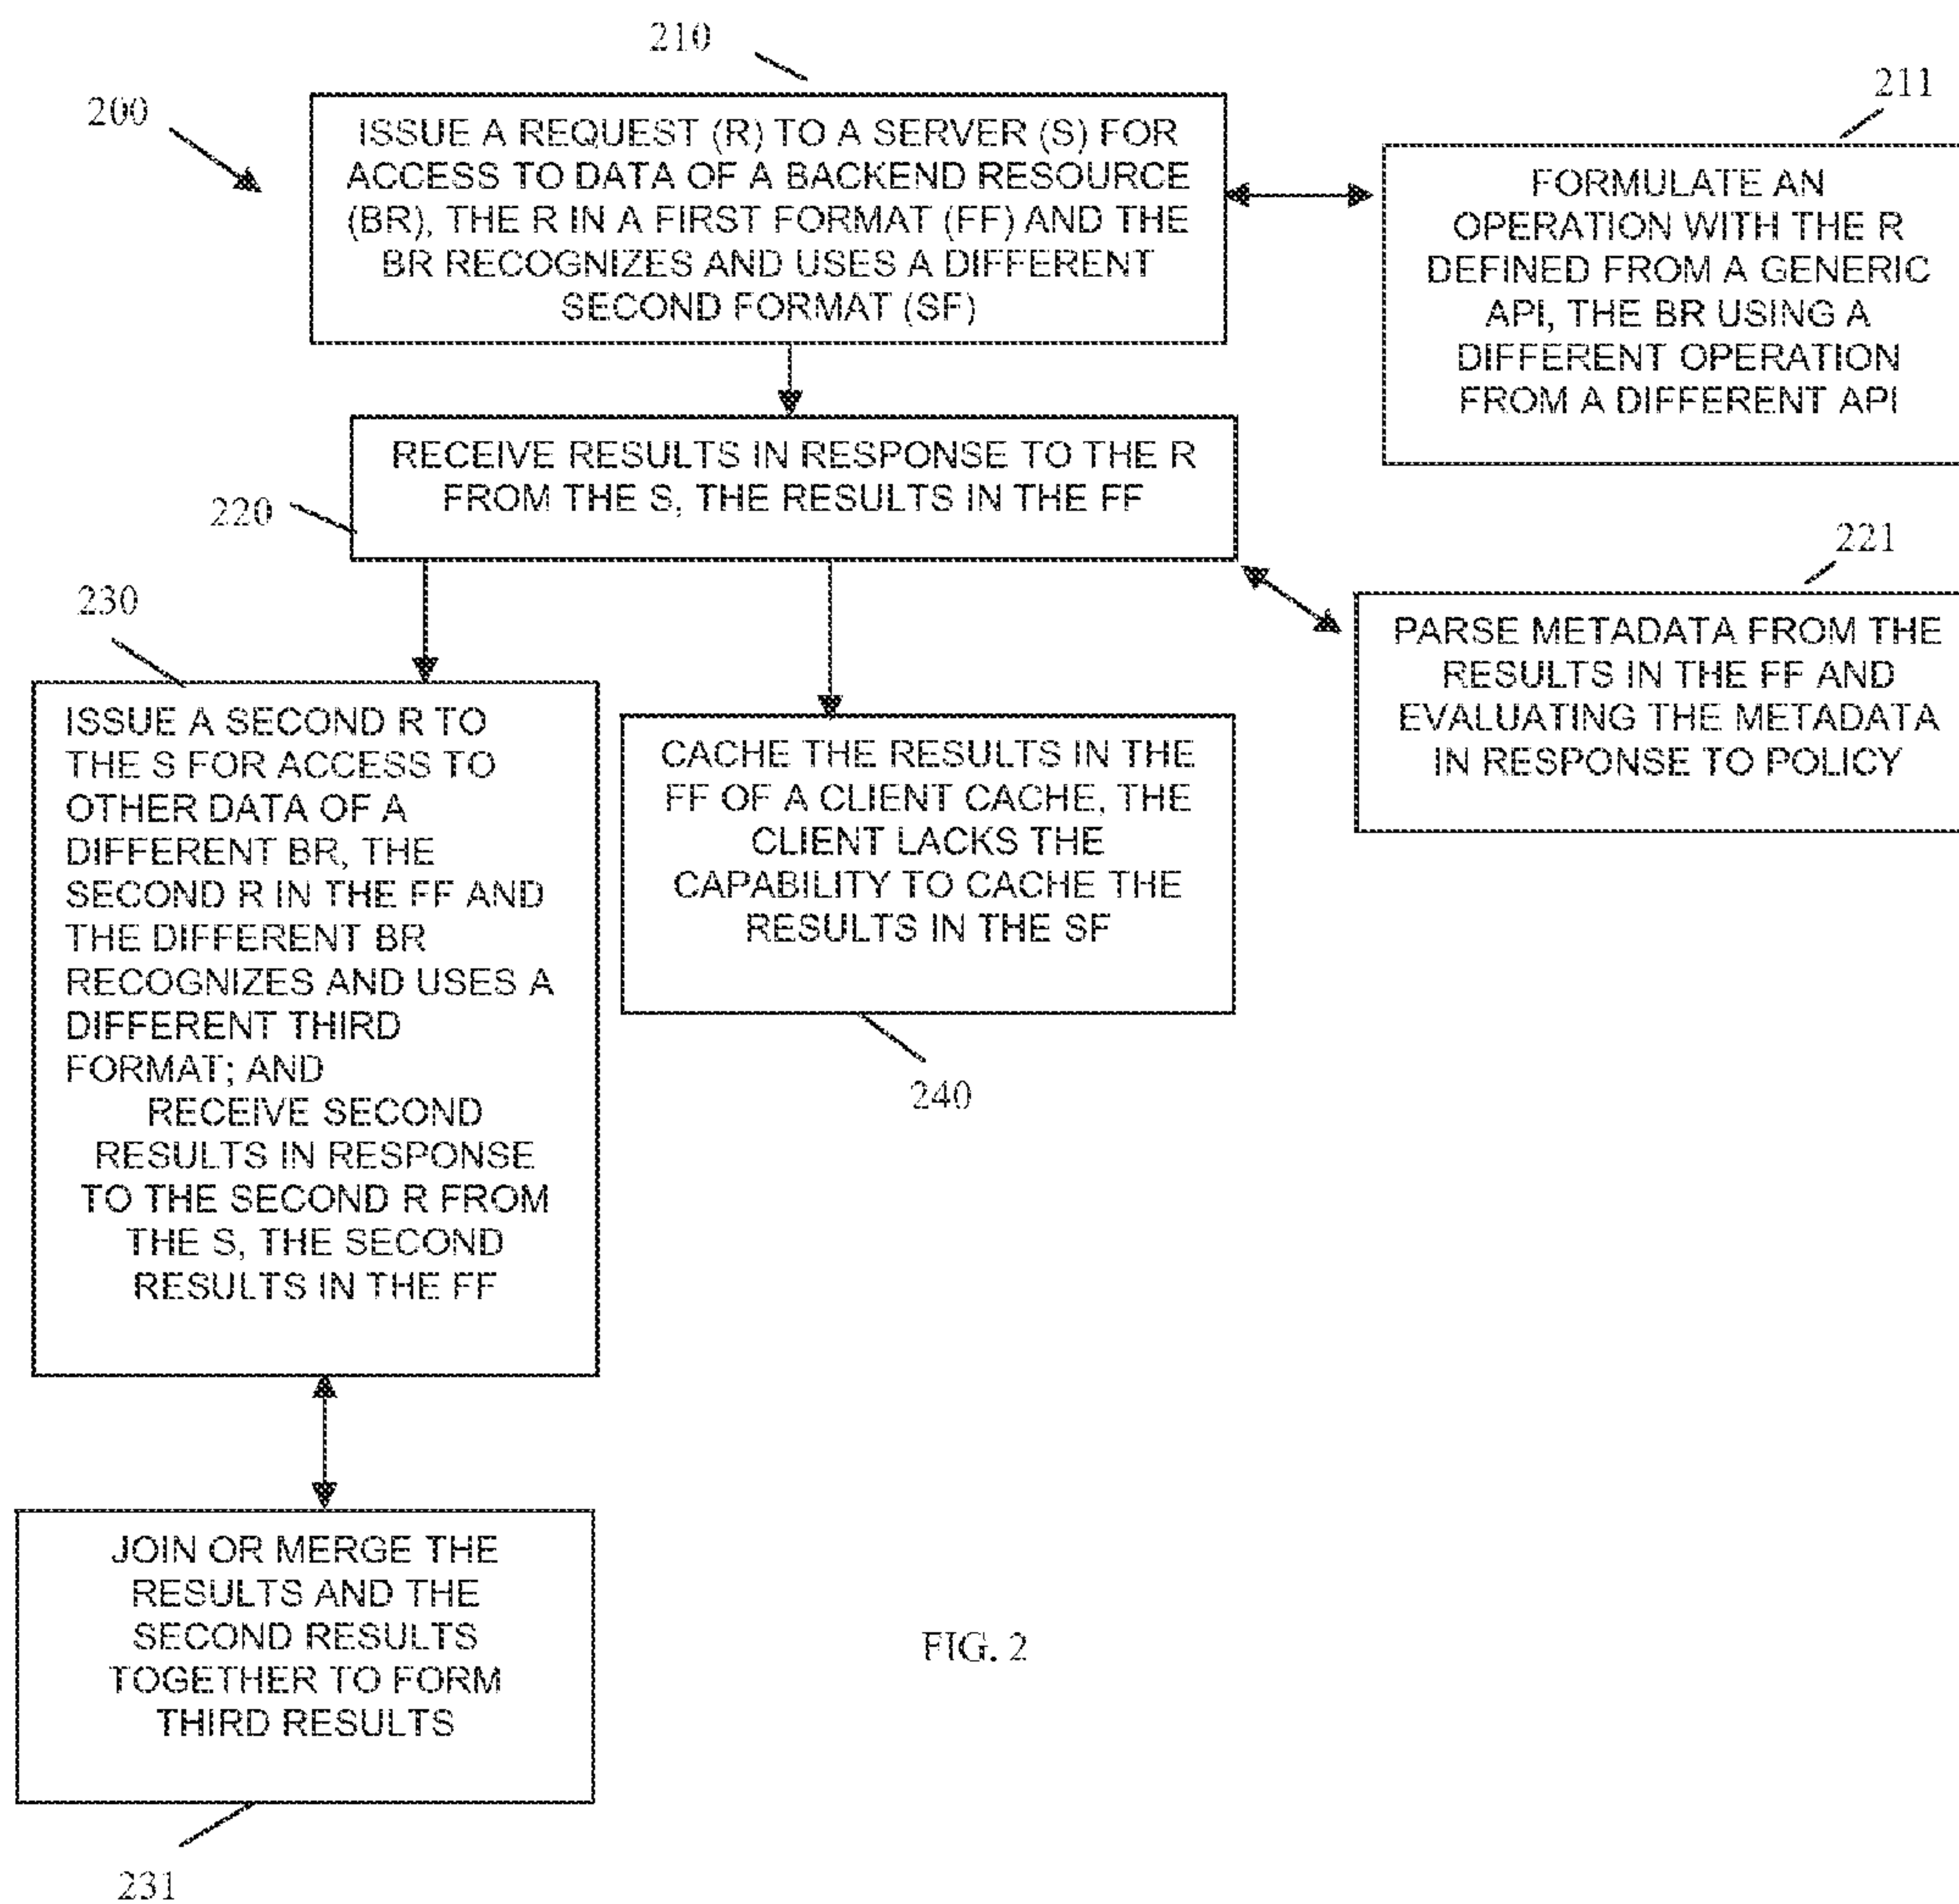 210
200
211
ISSUE A REQUEST (R) TO A SERVER (S) FOR
ACCESS TO DATA OF A BACKEND RESOURCE
(BR), THE R IN A FIRST FORMAT (FF) AND THE
BR RECOGNIZES AND USES A DIFFERENT
SECOND FORMAT (SF)
FORMULATE AN
OPERATION WITH THE R
DEFINED FROM A GENERIC
API, THE BR USING A
DIFFERENT OPERATION
FROM A DIFFERENT API
RECEIVE RESULTS IN RESPONSE TO THE R
FROM THE S, THE RESULTS IN THE FF
220
221
PARSE METADATA FROM THE
RESULTS IN THE FF AND
EVALUATING THE METADATA
IN RESPONSE TO POLICY
230
ISSUE A SECOND R TO
THE S FOR ACCESS TO
OTHER DATA OF A
DIFFERENT BR, THE
SECOND R IN THE FF AND
THE DIFFERENT BR
RECOGNIZES AND USES A
DIFFERENT THIRD
FORMAT; AND
RECEIVE SECOND
RESULTS IN RESPONSE
TO THE SECOND R FROM
THE S, THE SECOND
RESULTS IN THE FF
CACHE THE RESULTS IN THE
FF OF A CLIENT CACHE, THE
CLIENT LACKS THE
CAPABILITY TO CACHE THE
RESULTS IN THE SF
240
JOIN OR MERGE THE
RESULTS AND THE
SECOND RESULTS
TOGETHER TO FORM
THIRD RESULTS
231
FIG. 2